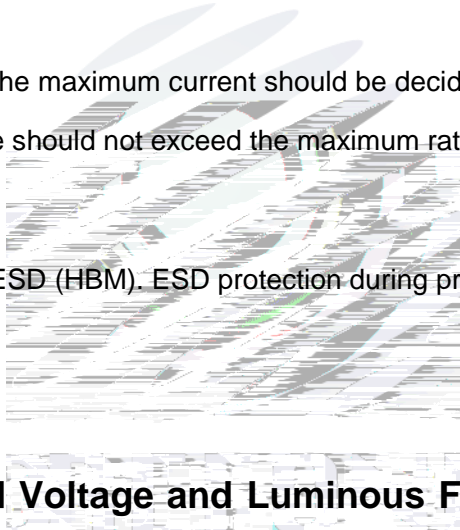 he maximum current should be decid
e should not exceed the maximum rat
ESD (HBM). ESD protection during pr
Voltage and Luminous F